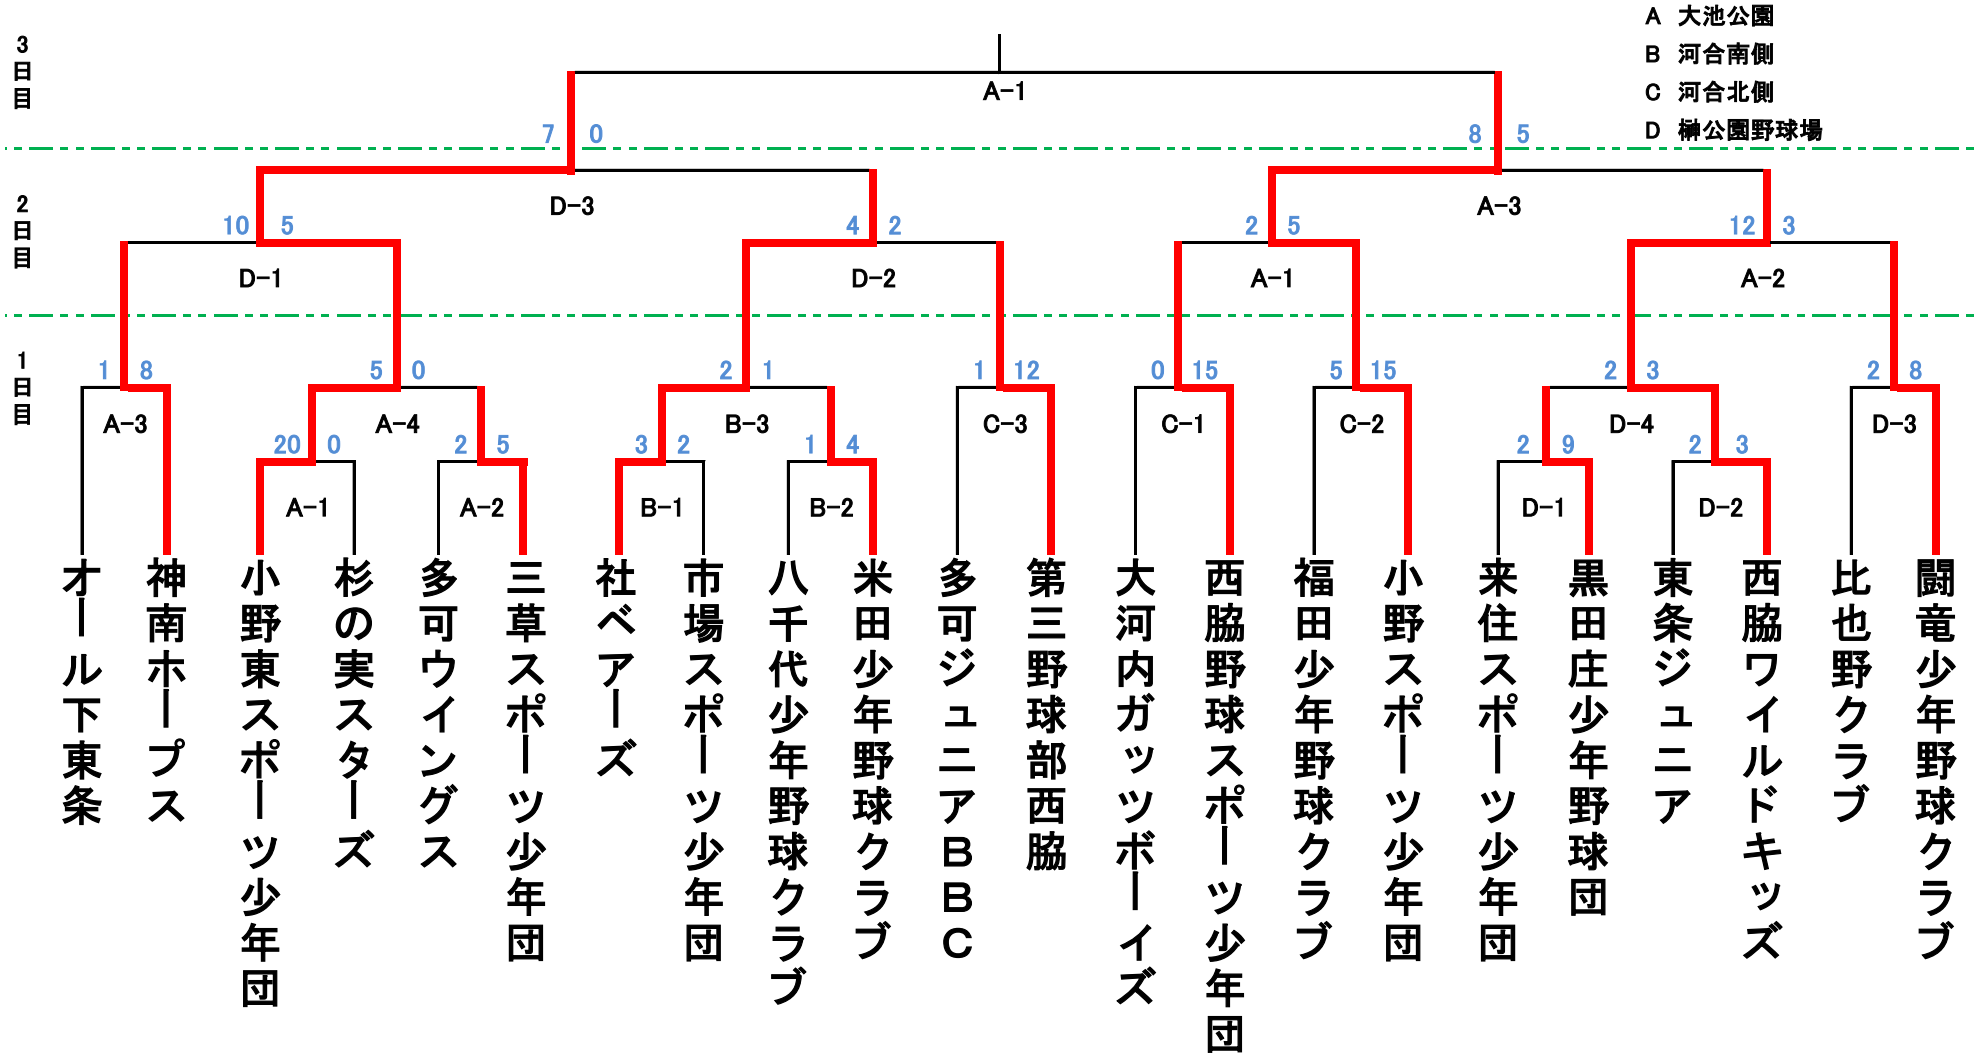 A 大池公園
B 河合南側
C 河合北側
D 榊公園野球場
3日目
A-1
7 0
8 5
2日目
D-3
A-3
10 5
4 2
2 5
12 3
D-1
D-2
A-1
A-2
1日目
1 8
5 0
2 1
1 12
0 15
5 15
2 3
2 8
A-3
A-4
B-3
C-3
C-1
C-2
D-4
D-3
20 0
2 5
3 2
1 4
2 9
2 3
A-1
A-2
B-1
B-2
D-1
D-2
オール下東条
神南ホープス
小野東スポーツ少年団
杉の実スターズ
多可ウイングス
三草スポーツ少年団
社ベアーズ
市場スポーツ少年団
八千代少年野球クラブ
米田少年野球クラブ
多可ジュニアBBC
第三野球部西脇
大河内ガッツボーイズ
西脇野球スポーツ少年団
福田少年野球クラブ
小野スポーツ少年団
来住スポーツ少年団
黒田庄少年野球団
東条ジュニア
西脇ワイルドキッズ
比也野クラブ
闘竜少年野球クラブ